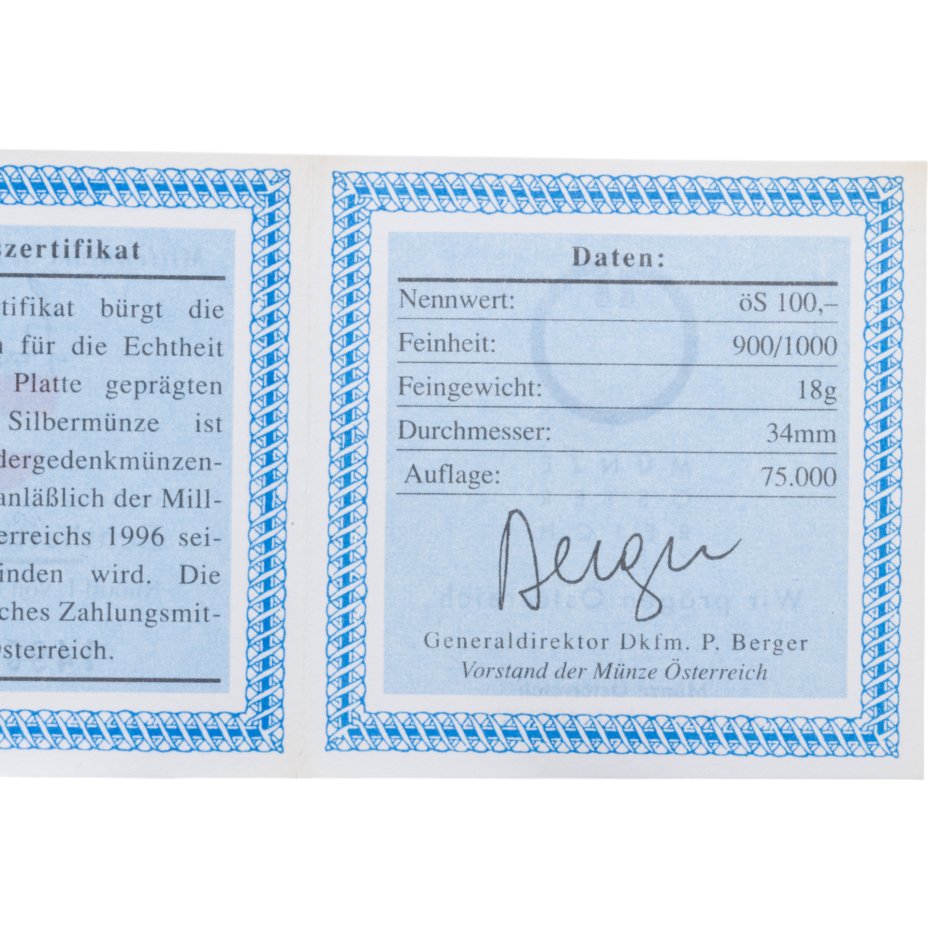 szertifikat
rtifikat bürgt die
für die Echtheit
Platte geprägten
Silbermünze ist
dergedenkmünzen-
anläßlich der Mill-
erreichs 1996 sei-
inden wird. Die
ches Zahlungsmit-
sterreich.
Daten:
Nennwert: öS 100,–
Feinheit: 900/1000
Feingewicht: 18g
Durchmesser: 34mm
Auflage: 75.000
Berger
Generaldirektor Dkfm. P. Berger
Vorstand der Münze Österreich